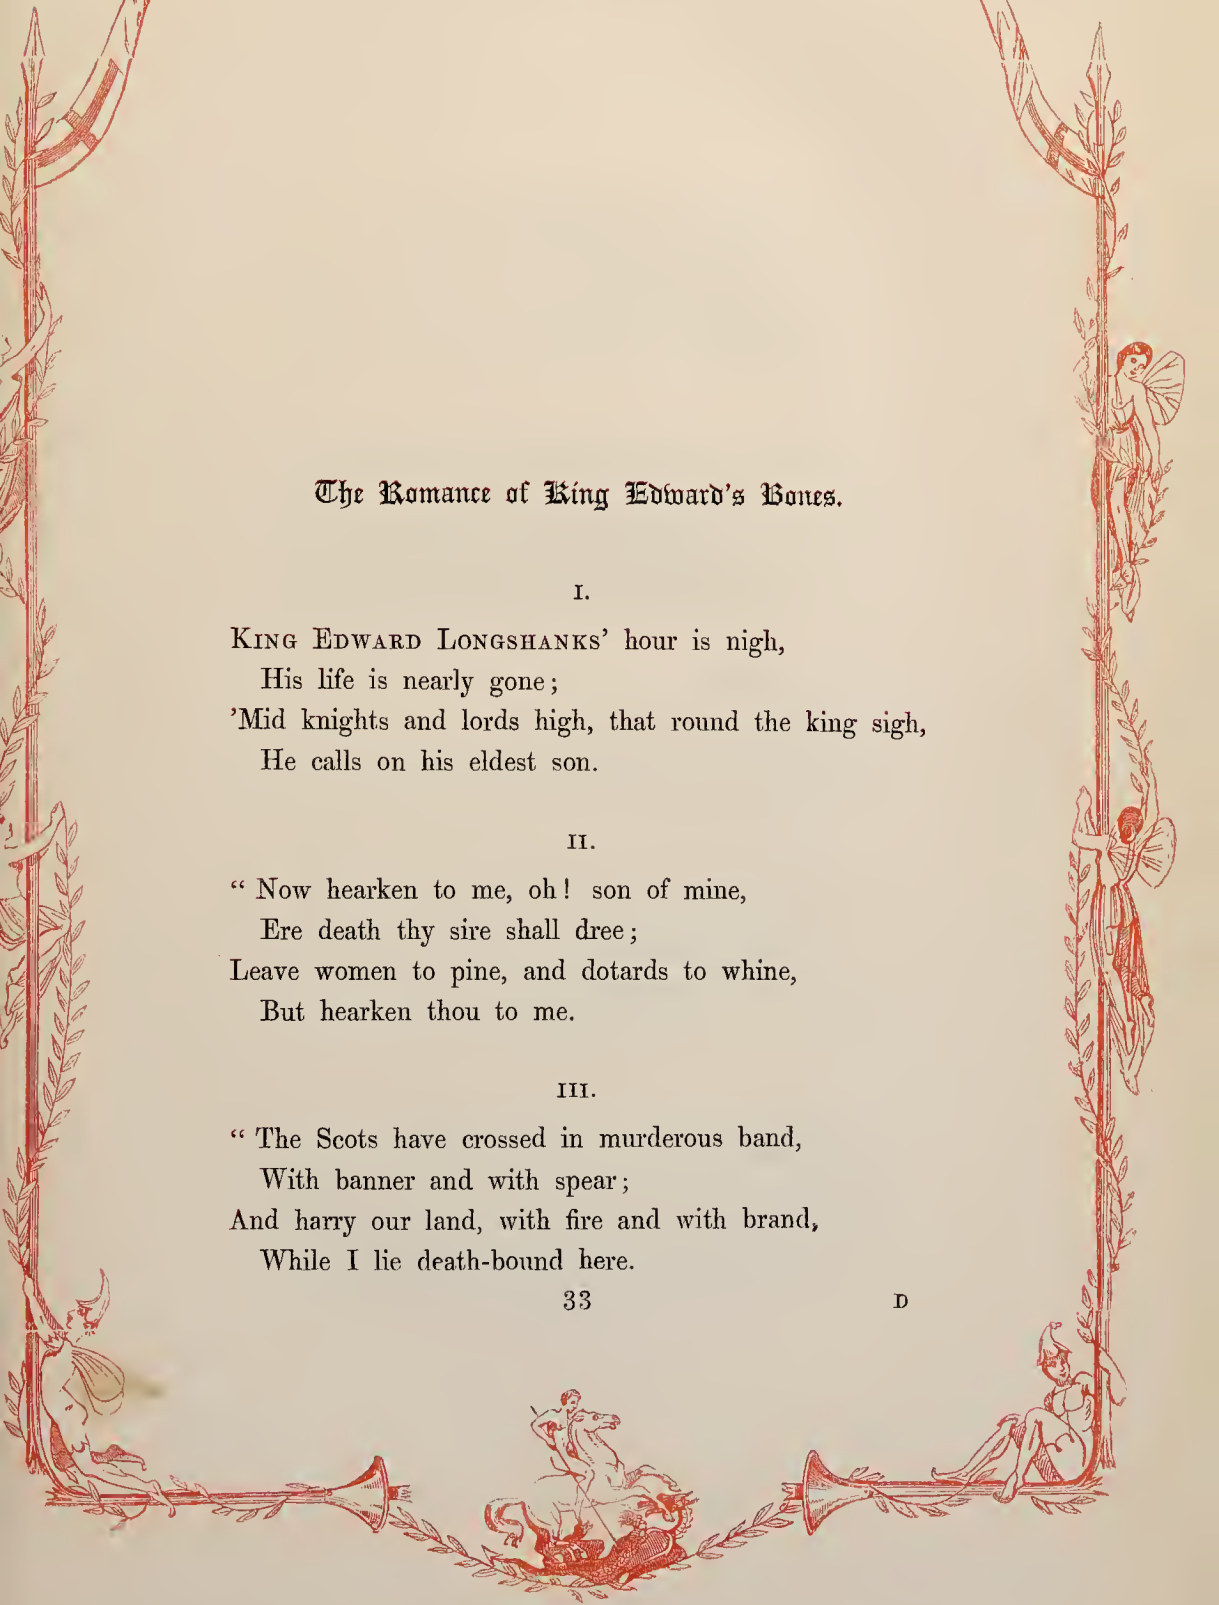 The Romance of King Edward's Bones.
I.
KING EDWARD LONGSHANKS' hour is nigh,
His life is nearly gone;
'Mid knights and lords high, that round the king sigh,
He calls on his eldest son.
II.
“ Now hearken to me, oh! son of mine,
Ere death thy sire shall dree;
Leave women to pine, and dotards to whine,
But hearken thou to me.
III.
“ The Scots have crossed in murderous band,
With banner and with spear;
And harry our land, with fire and with brand,
While I lie death-bound here.
33 D